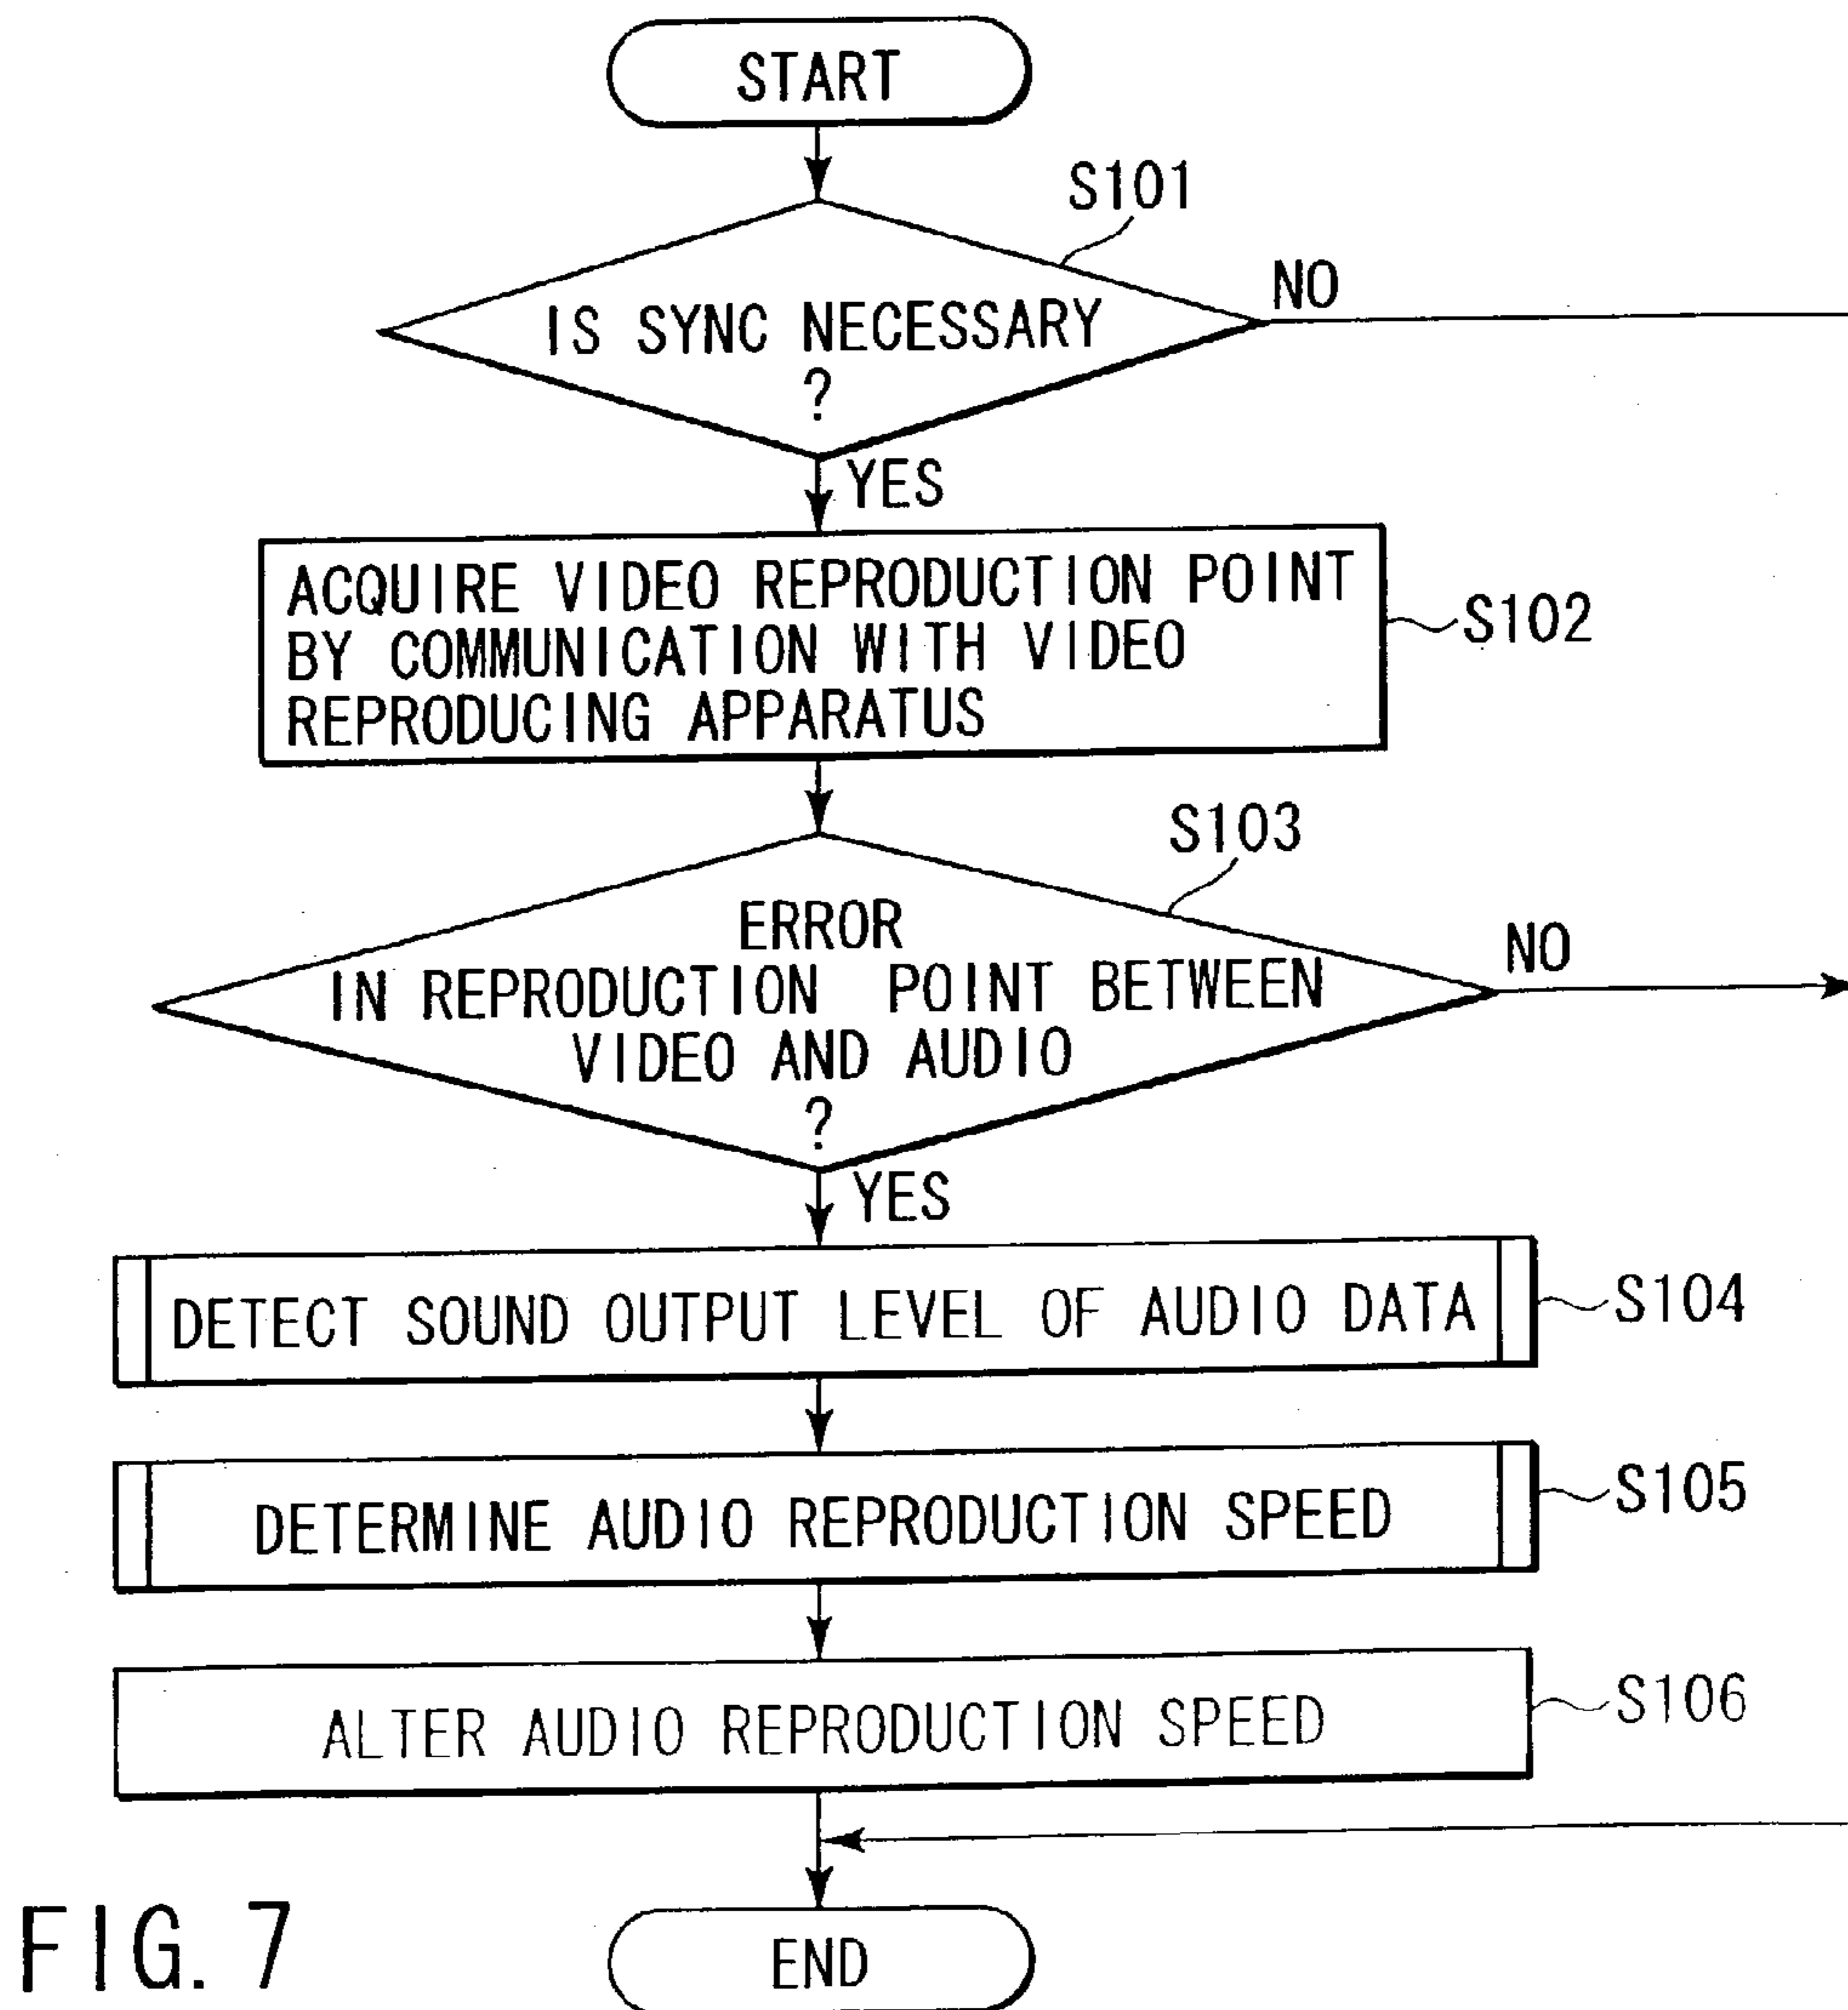 START
S101
IS SYNC NECESSARY
?
NO
YES
ACQUIRE VIDEO REPRODUCTION POINT
BY COMMUNICATION WITH VIDEO
REPRODUCING APPARATUS
S102
S103
ERROR
IN REPRODUCTION POINT BETWEEN
VIDEO AND AUDIO
?
NO
YES
DETECT SOUND OUTPUT LEVEL OF AUDIO DATA
S104
DETERMINE AUDIO REPRODUCTION SPEED
S105
ALTER AUDIO REPRODUCTION SPEED
S106
END
FIG. 7